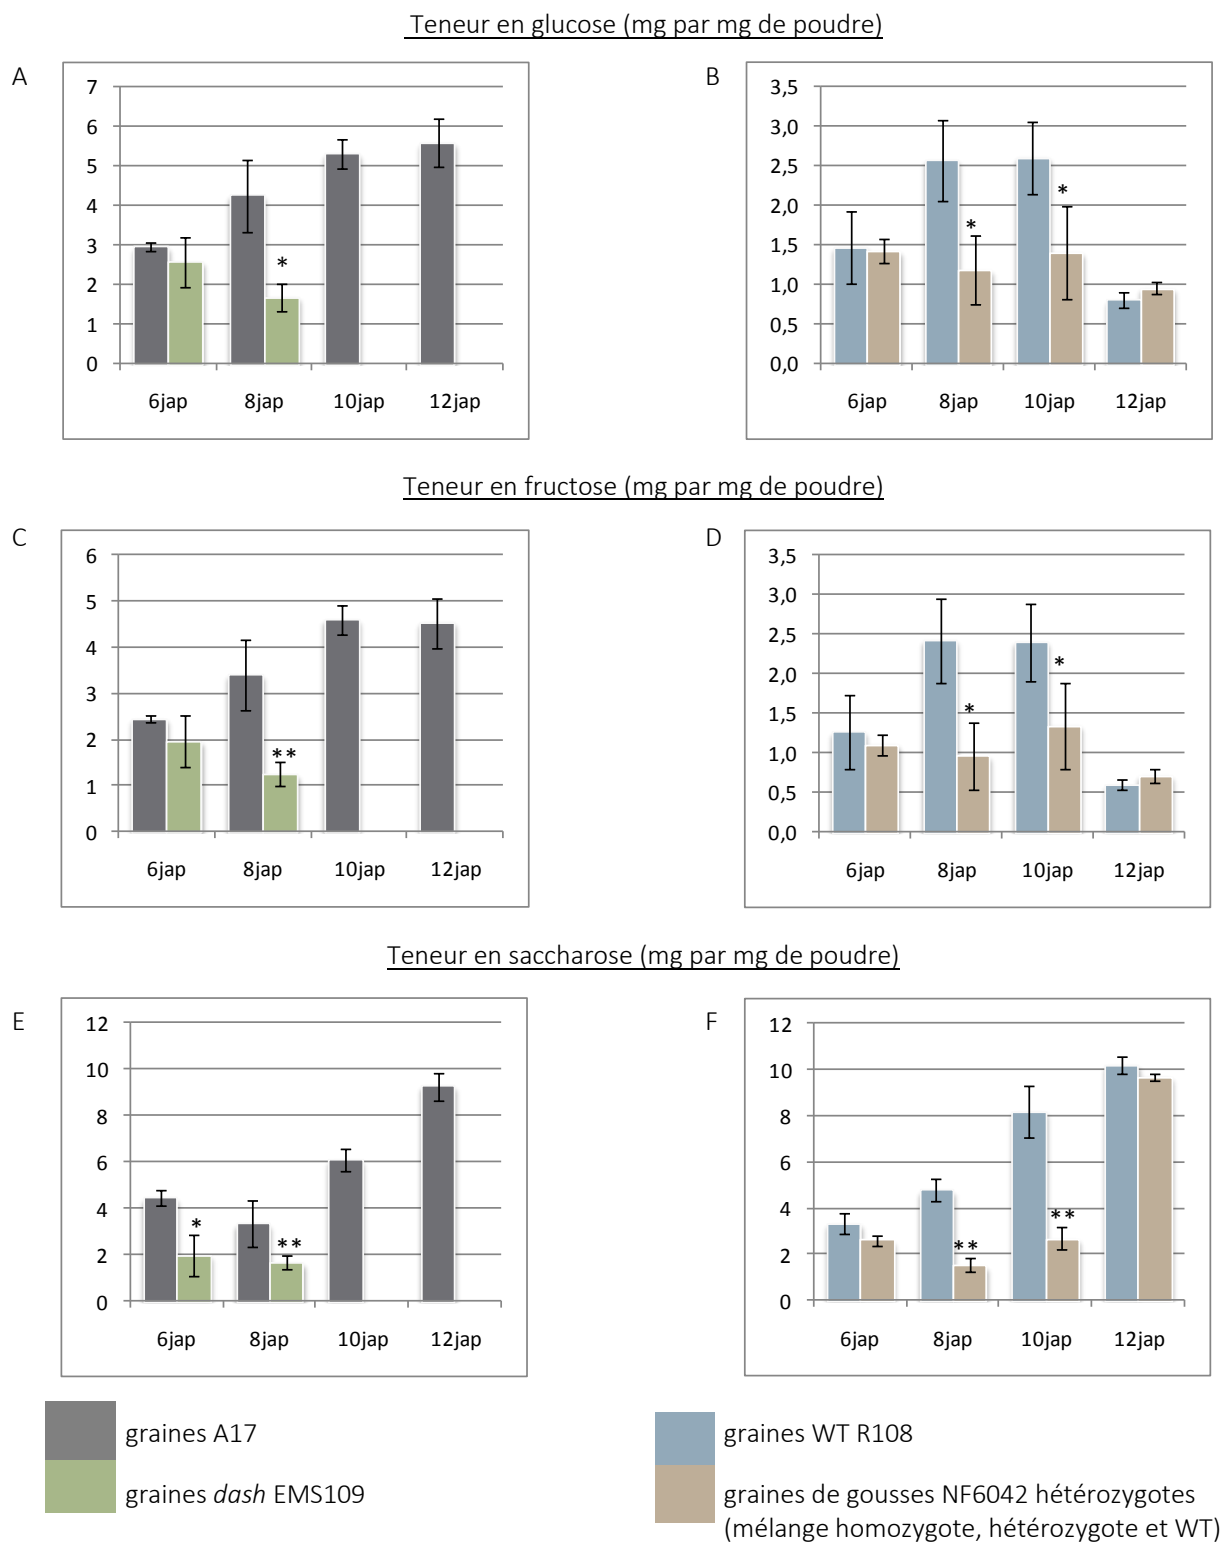 Teneur en glucose (mg par mg de poudre)
A
7
6
5
4
3
2
1
0
*
6jap 8jap 10jap 12jap
B
3,5
3,0
2,5
2,0
1,5
1,0
0,5
0,0
*
*
6jap 8jap 10jap 12jap
Teneur en fructose (mg par mg de poudre)
C
6
5
4
3
2
1
0
**
6jap 8jap 10jap 12jap
D
3,5
3,0
2,5
2,0
1,5
1,0
0,5
0,0
*
*
6jap 8jap 10jap 12jap
Teneur en saccharose (mg par mg de poudre)
E
12
10
8
6
4
2
0
*
**
6jap 8jap 10jap 12jap
F
12
10
8
6
4
2
0
**
**
6jap 8jap 10jap 12jap
graines A17
graines dash EMS109
graines WT R108
graines de gousses NF6042 hétérozygotes
(mélange homozygote, hétérozygote et WT)